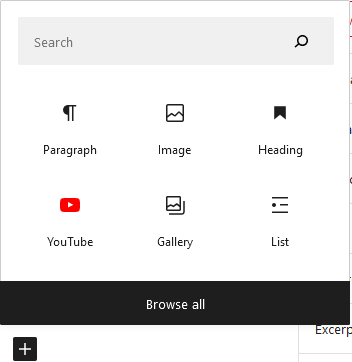 Search
Paragraph
Image
Heading
YouTube
Gallery
List
Browse all
Excerp